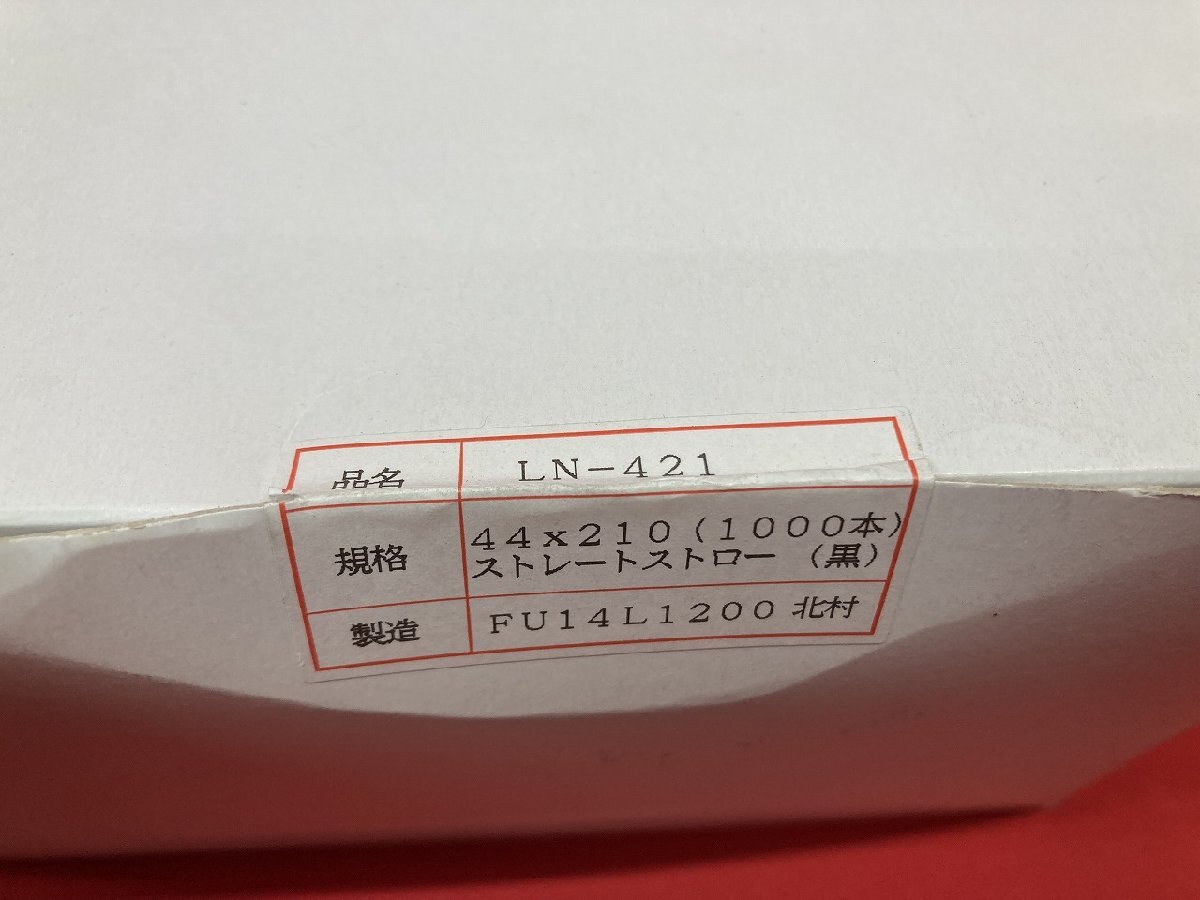 品名 LN-421
規格 44x210(1000本)
ストレートストロー (黒)
製造 FU14L1200 北村